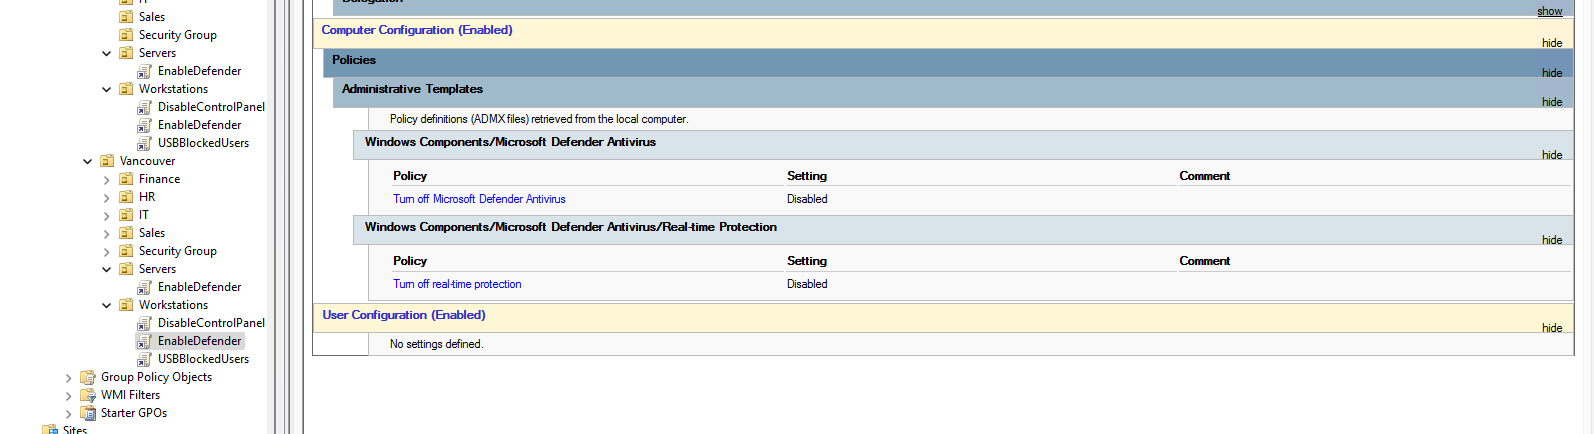 IT
Sales
Security Group
Servers
EnableDefender
Workstations
DisableControlPanel
EnableDefender
USBBlockedUsers
Vancouver
Finance
HR
IT
Sales
Security Group
Servers
EnableDefender
Workstations
DisableControlPanel
EnableDefender
USBBlockedUsers
Group Policy Objects
WMI Filters
Starter GPOs
Sites
Delegation
show
Computer Configuration (Enabled)
hide
Policies
hide
Administrative Templates
hide
Policy definitions (ADMX files) retrieved from the local computer.
Windows Components/Microsoft Defender Antivirus
hide
Policy Setting Comment
Turn off Microsoft Defender Antivirus Disabled
Windows Components/Microsoft Defender Antivirus/Real-time Protection
hide
Policy Setting Comment
Turn off real-time protection Disabled
User Configuration (Enabled)
hide
No settings defined.